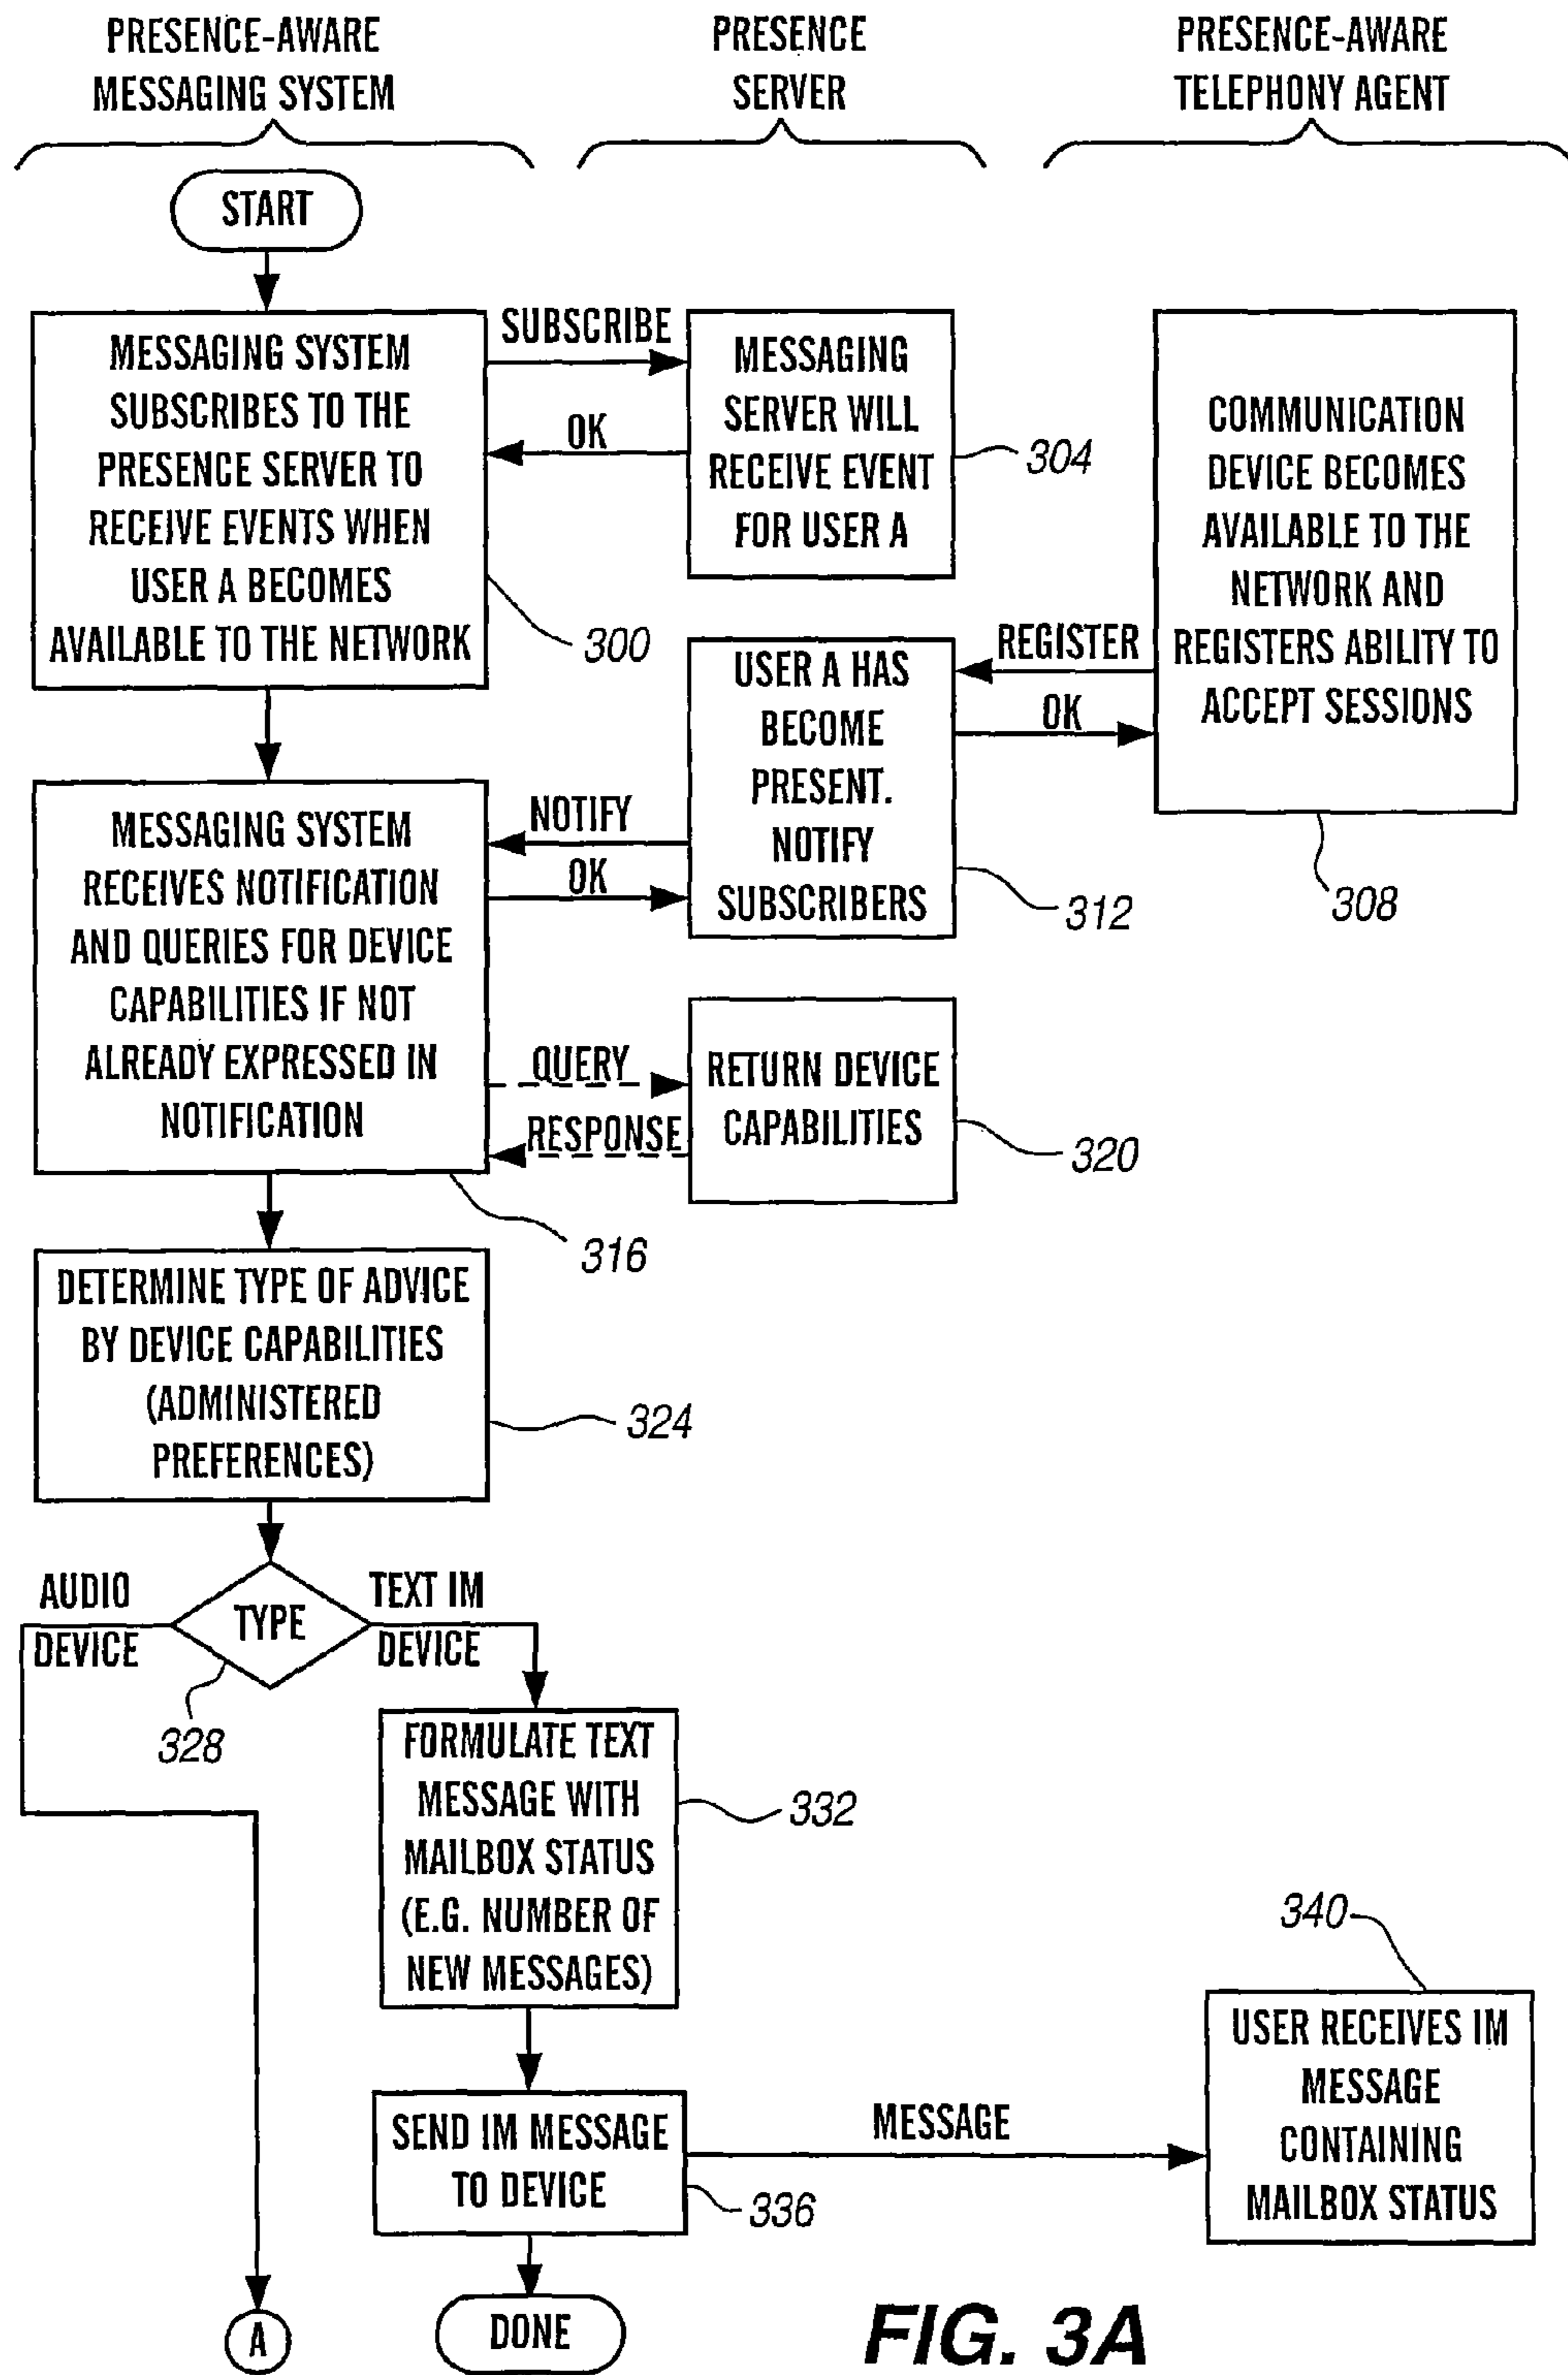 PRESENCE-AWARE
MESSAGING SYSTEM
PRESENCE
SERVER
PRESENCE-AWARE
TELEPHONY AGENT
START
MESSAGING SYSTEM
SUBSCRIBES TO THE
PRESENCE SERVER TO
RECEIVE EVENTS WHEN
USER A BECOMES
AVAILABLE TO THE NETWORK
300
SUBSCRIBE
OK
MESSAGING
SERVER WILL
RECEIVE EVENT
FOR USER A
304
COMMUNICATION
DEVICE BECOMES
AVAILABLE TO THE
NETWORK AND
REGISTERS ABILITY TO
ACCEPT SESSIONS
308
REGISTER
OK
USER A HAS
BECOME
PRESENT.
NOTIFY
SUBSCRIBERS
312
NOTIFY
OK
MESSAGING SYSTEM
RECEIVES NOTIFICATION
AND QUERIES FOR DEVICE
CAPABILITIES IF NOT
ALREADY EXPRESSED IN
NOTIFICATION
316
QUERY
RESPONSE
RETURN DEVICE
CAPABILITIES
320
DETERMINE TYPE OF ADVICE
BY DEVICE CAPABILITIES
(ADMINISTERED
PREFERENCES)
324
AUDIO
DEVICE
TYPE
328
TEXT IM
DEVICE
FORMULATE TEXT
MESSAGE WITH
MAILBOX STATUS
(E.G. NUMBER OF
NEW MESSAGES)
332
SEND IM MESSAGE
TO DEVICE
336
MESSAGE
340
USER RECEIVES IM
MESSAGE
CONTAINING
MAILBOX STATUS
A
DONE
FIG. 3A